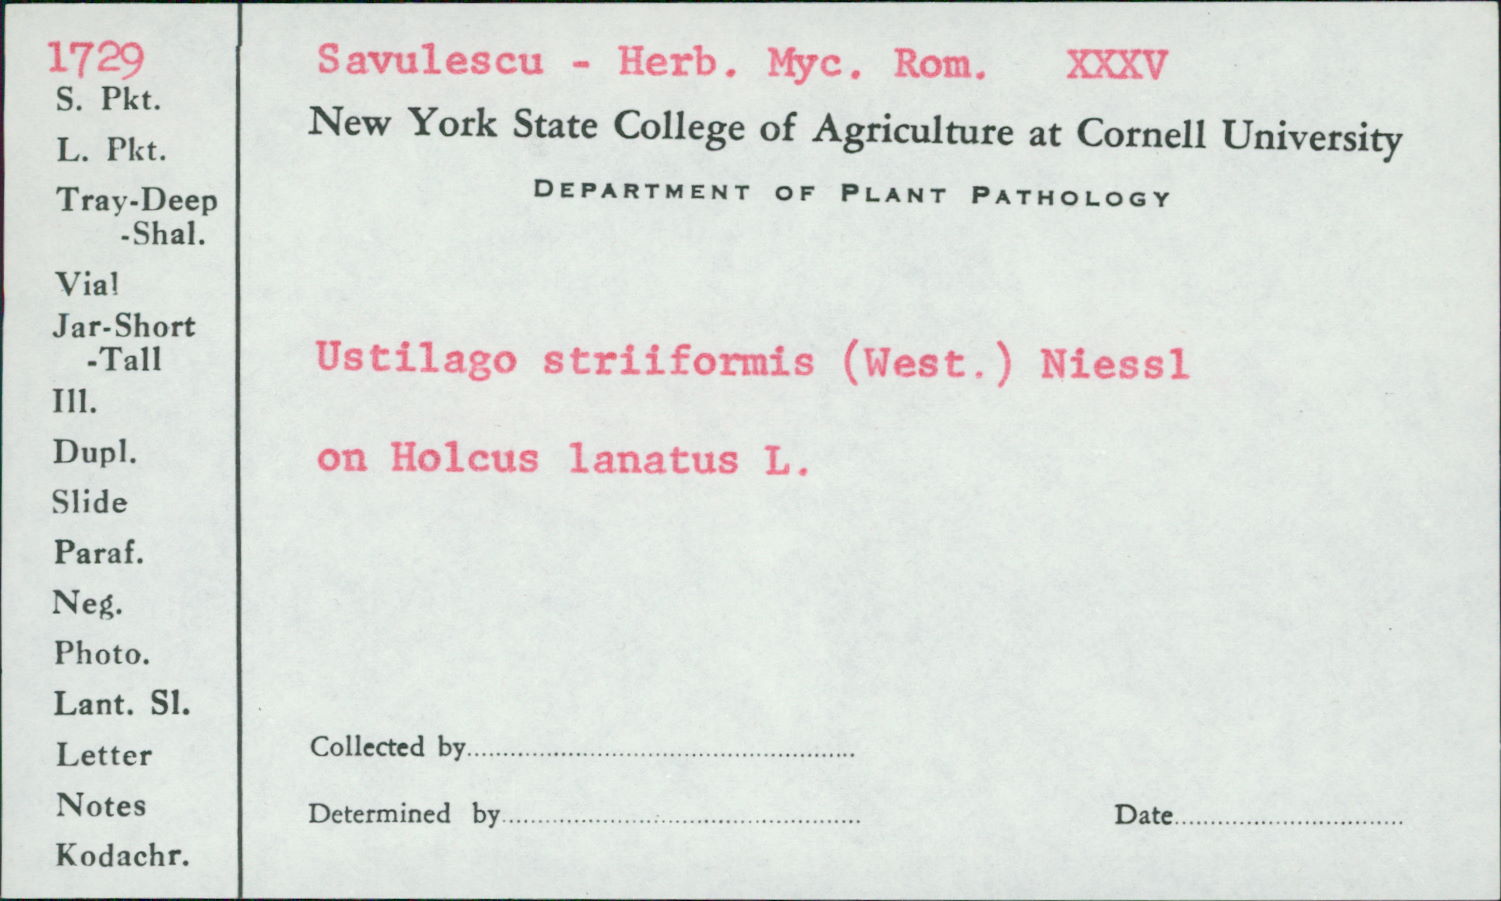 1729
S. Pkt.
L. Pkt.
Tray-Deep
-Shal.
Vial
Jar-Short
-Tall
Ill.
Dupl.
Slide
Paraf.
Neg.
Photo.
Lant. Sl.
Letter
Notes
Kodachr.
Savulescu - Herb. Myc. Rom. XXXV
New York State College of Agriculture at Cornell University
DEPARTMENT OF PLANT PATHOLOGY
Ustilago striiformis (West.) Niessl
on Holcus lanatus L.
Collected by
Determined by Date